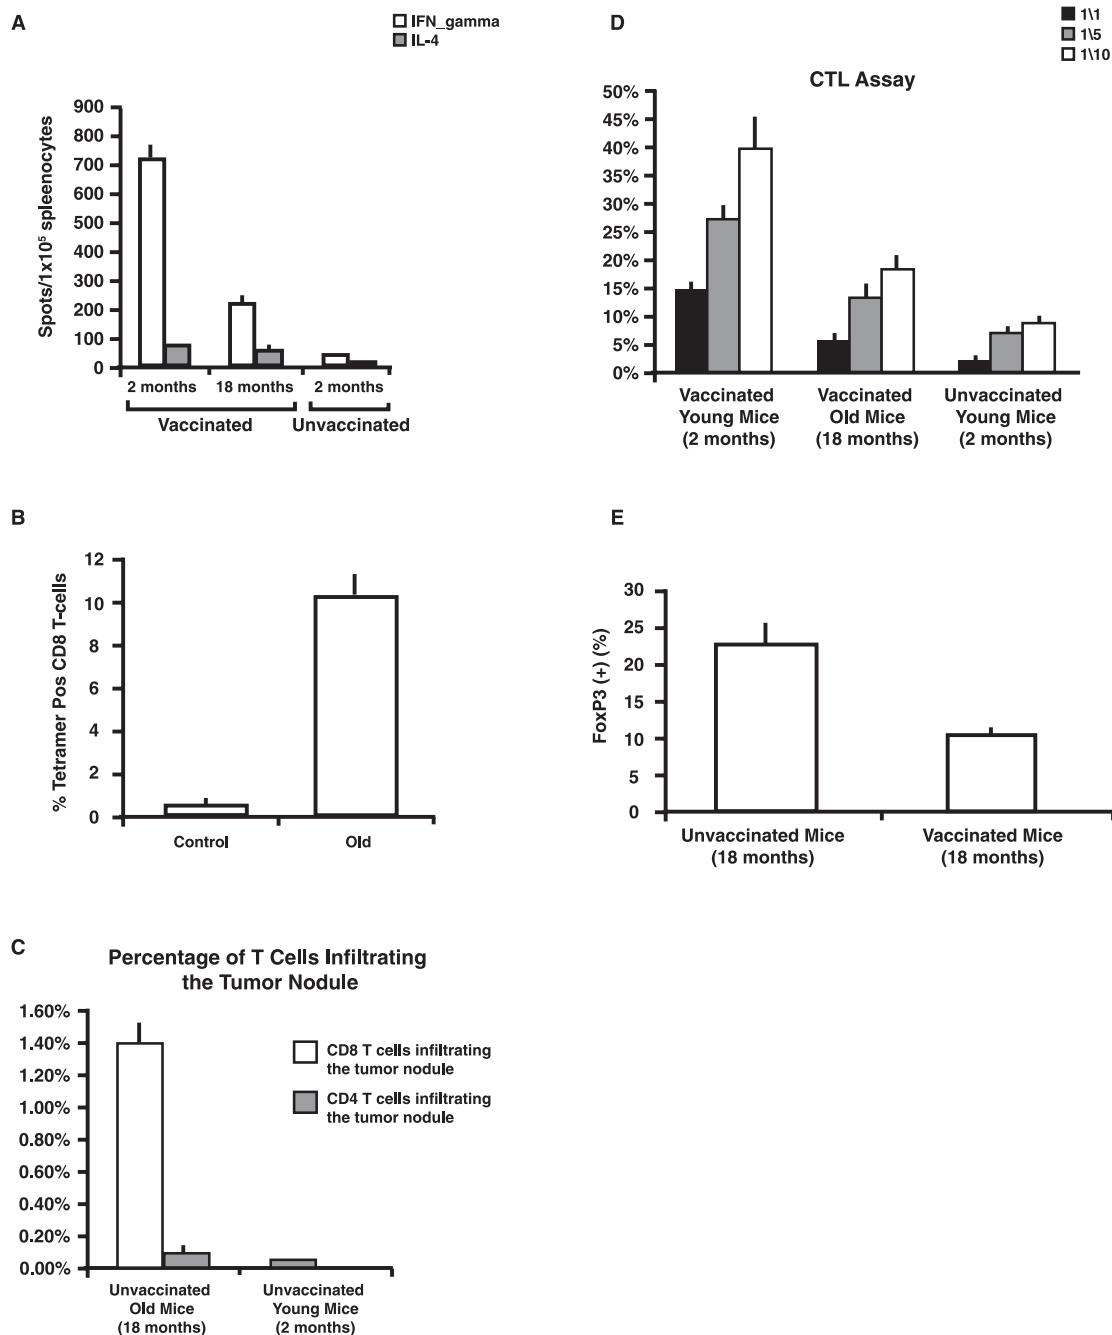 A
IFN_gamma
IL-4
Spots/1x10⁵ spleenocytes
900
800
700
600
500
400
300
200
100
0
2 months 18 months 2 months
Vaccinated Unvaccinated
B
% Tetramer Pos CD8 T-cells
12
10
8
6
4
2
0
Control Old
C
Percentage of T Cells Infiltrating
the Tumor Nodule
1.60%
1.40%
1.20%
1.00%
0.80%
0.60%
0.40%
0.20%
0.00%
CD8 T cells infiltrating
the tumor nodule
CD4 T cells infiltrating
the tumor nodule
Unvaccinated Unvaccinated
Old Mice Young Mice
(18 months) (2 months)
D
1\1
1\5
1\10
CTL Assay
50%
45%
40%
35%
30%
25%
20%
15%
10%
5%
0%
Vaccinated Vaccinated Unvaccinated
Young Mice Old Mice Young Mice
(2 months) (18 months) (2 months)
E
FoxP3 (+) (%)
30
25
20
15
10
5
0
Unvaccinated Mice Vaccinated Mice
(18 months) (18 months)